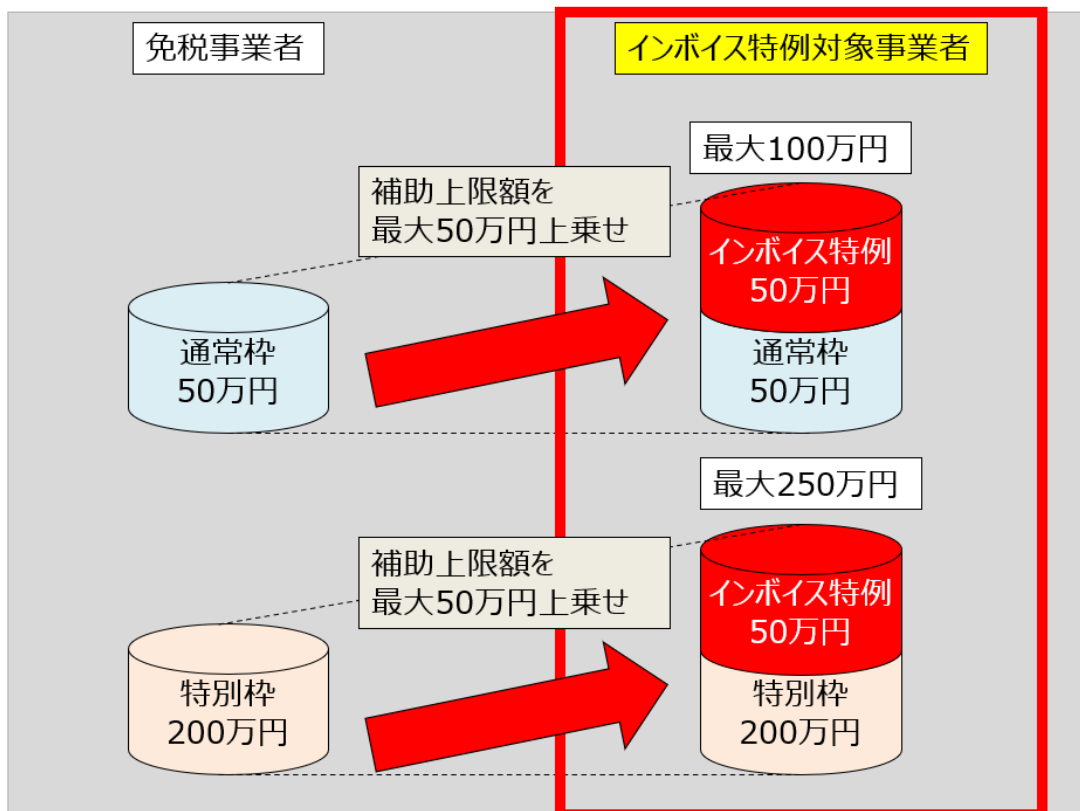 免税事業者
インボイス特例対象事業者
最大100万円
補助上限額を
最大50万円上乗せ
インボイス特例
50万円
通常枠
50万円
通常枠
50万円
最大250万円
補助上限額を
最大50万円上乗せ
インボイス特例
50万円
特別枠
200万円
特別枠
200万円